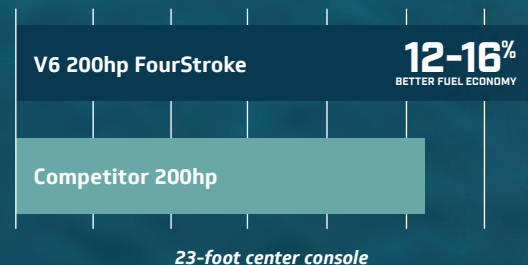 V6 200hp FourStroke
12-16%
BETTER FUEL ECONOMY
Competitor 200hp
23-foot center console